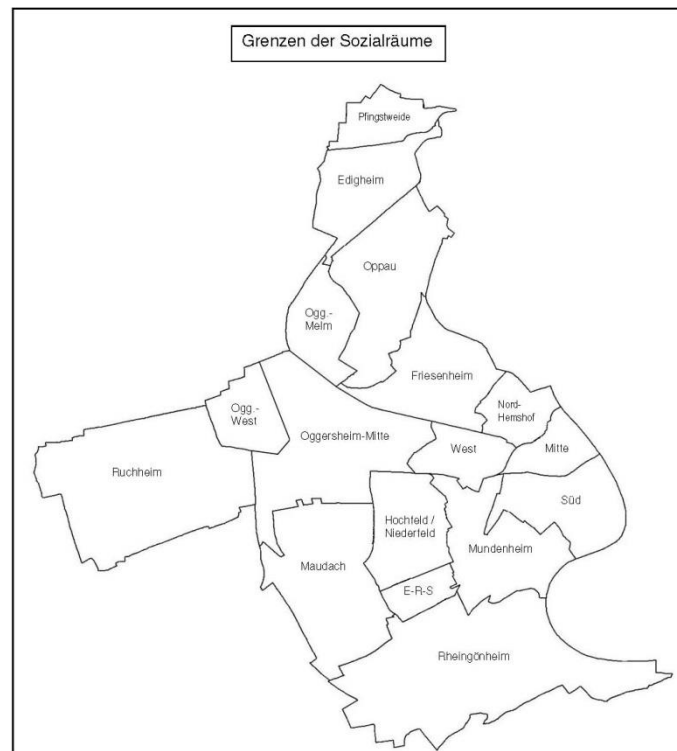 Grenzen der Sozialräume
Pfingstweide
Edigheim
Oppau
Ogg.-
Melm
Friesenheim
Nord-
Hemshof
Ogg.-
West
Oggersheim-Mitte
West
Mitte
Ruchheim
Süd
Hochfeld /
Niederfeld
Mundenheim
Maudach
E-R-S
Rheingönheim